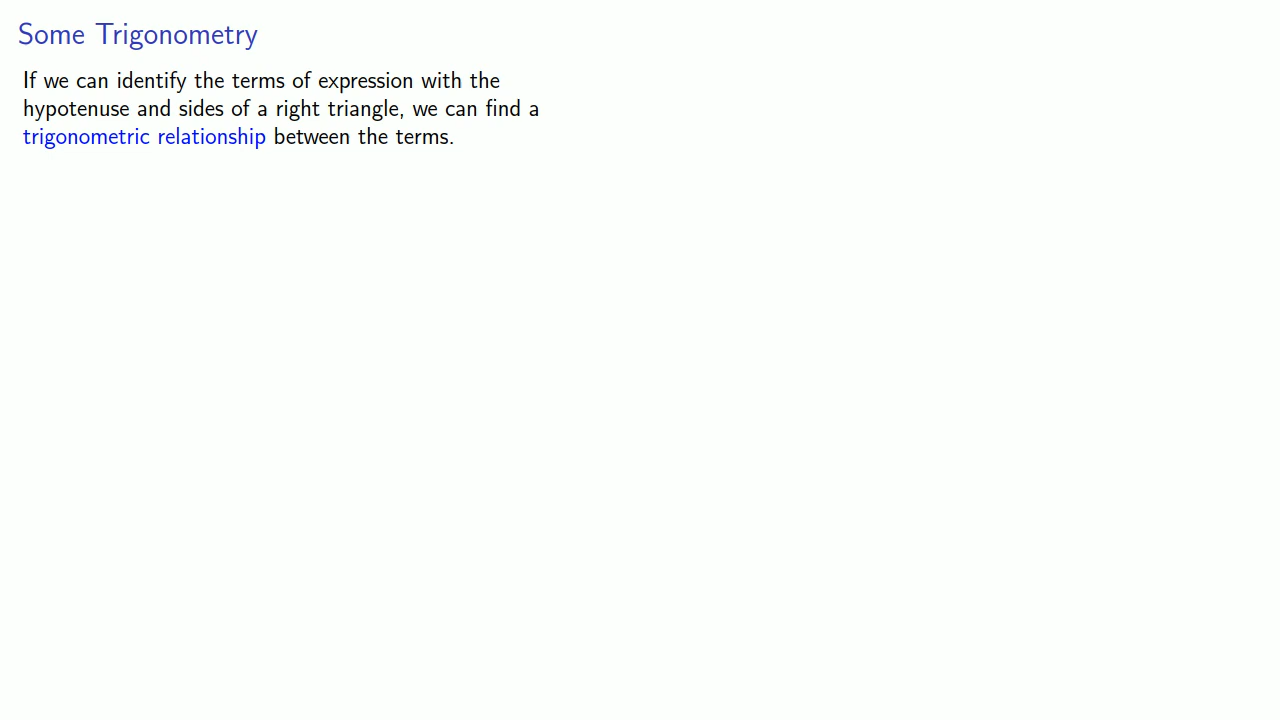 Some Trigonometry
If we can identify the terms of expression with the
hypotenuse and sides of a right triangle, we can find a
trigonometric relationship between the terms.